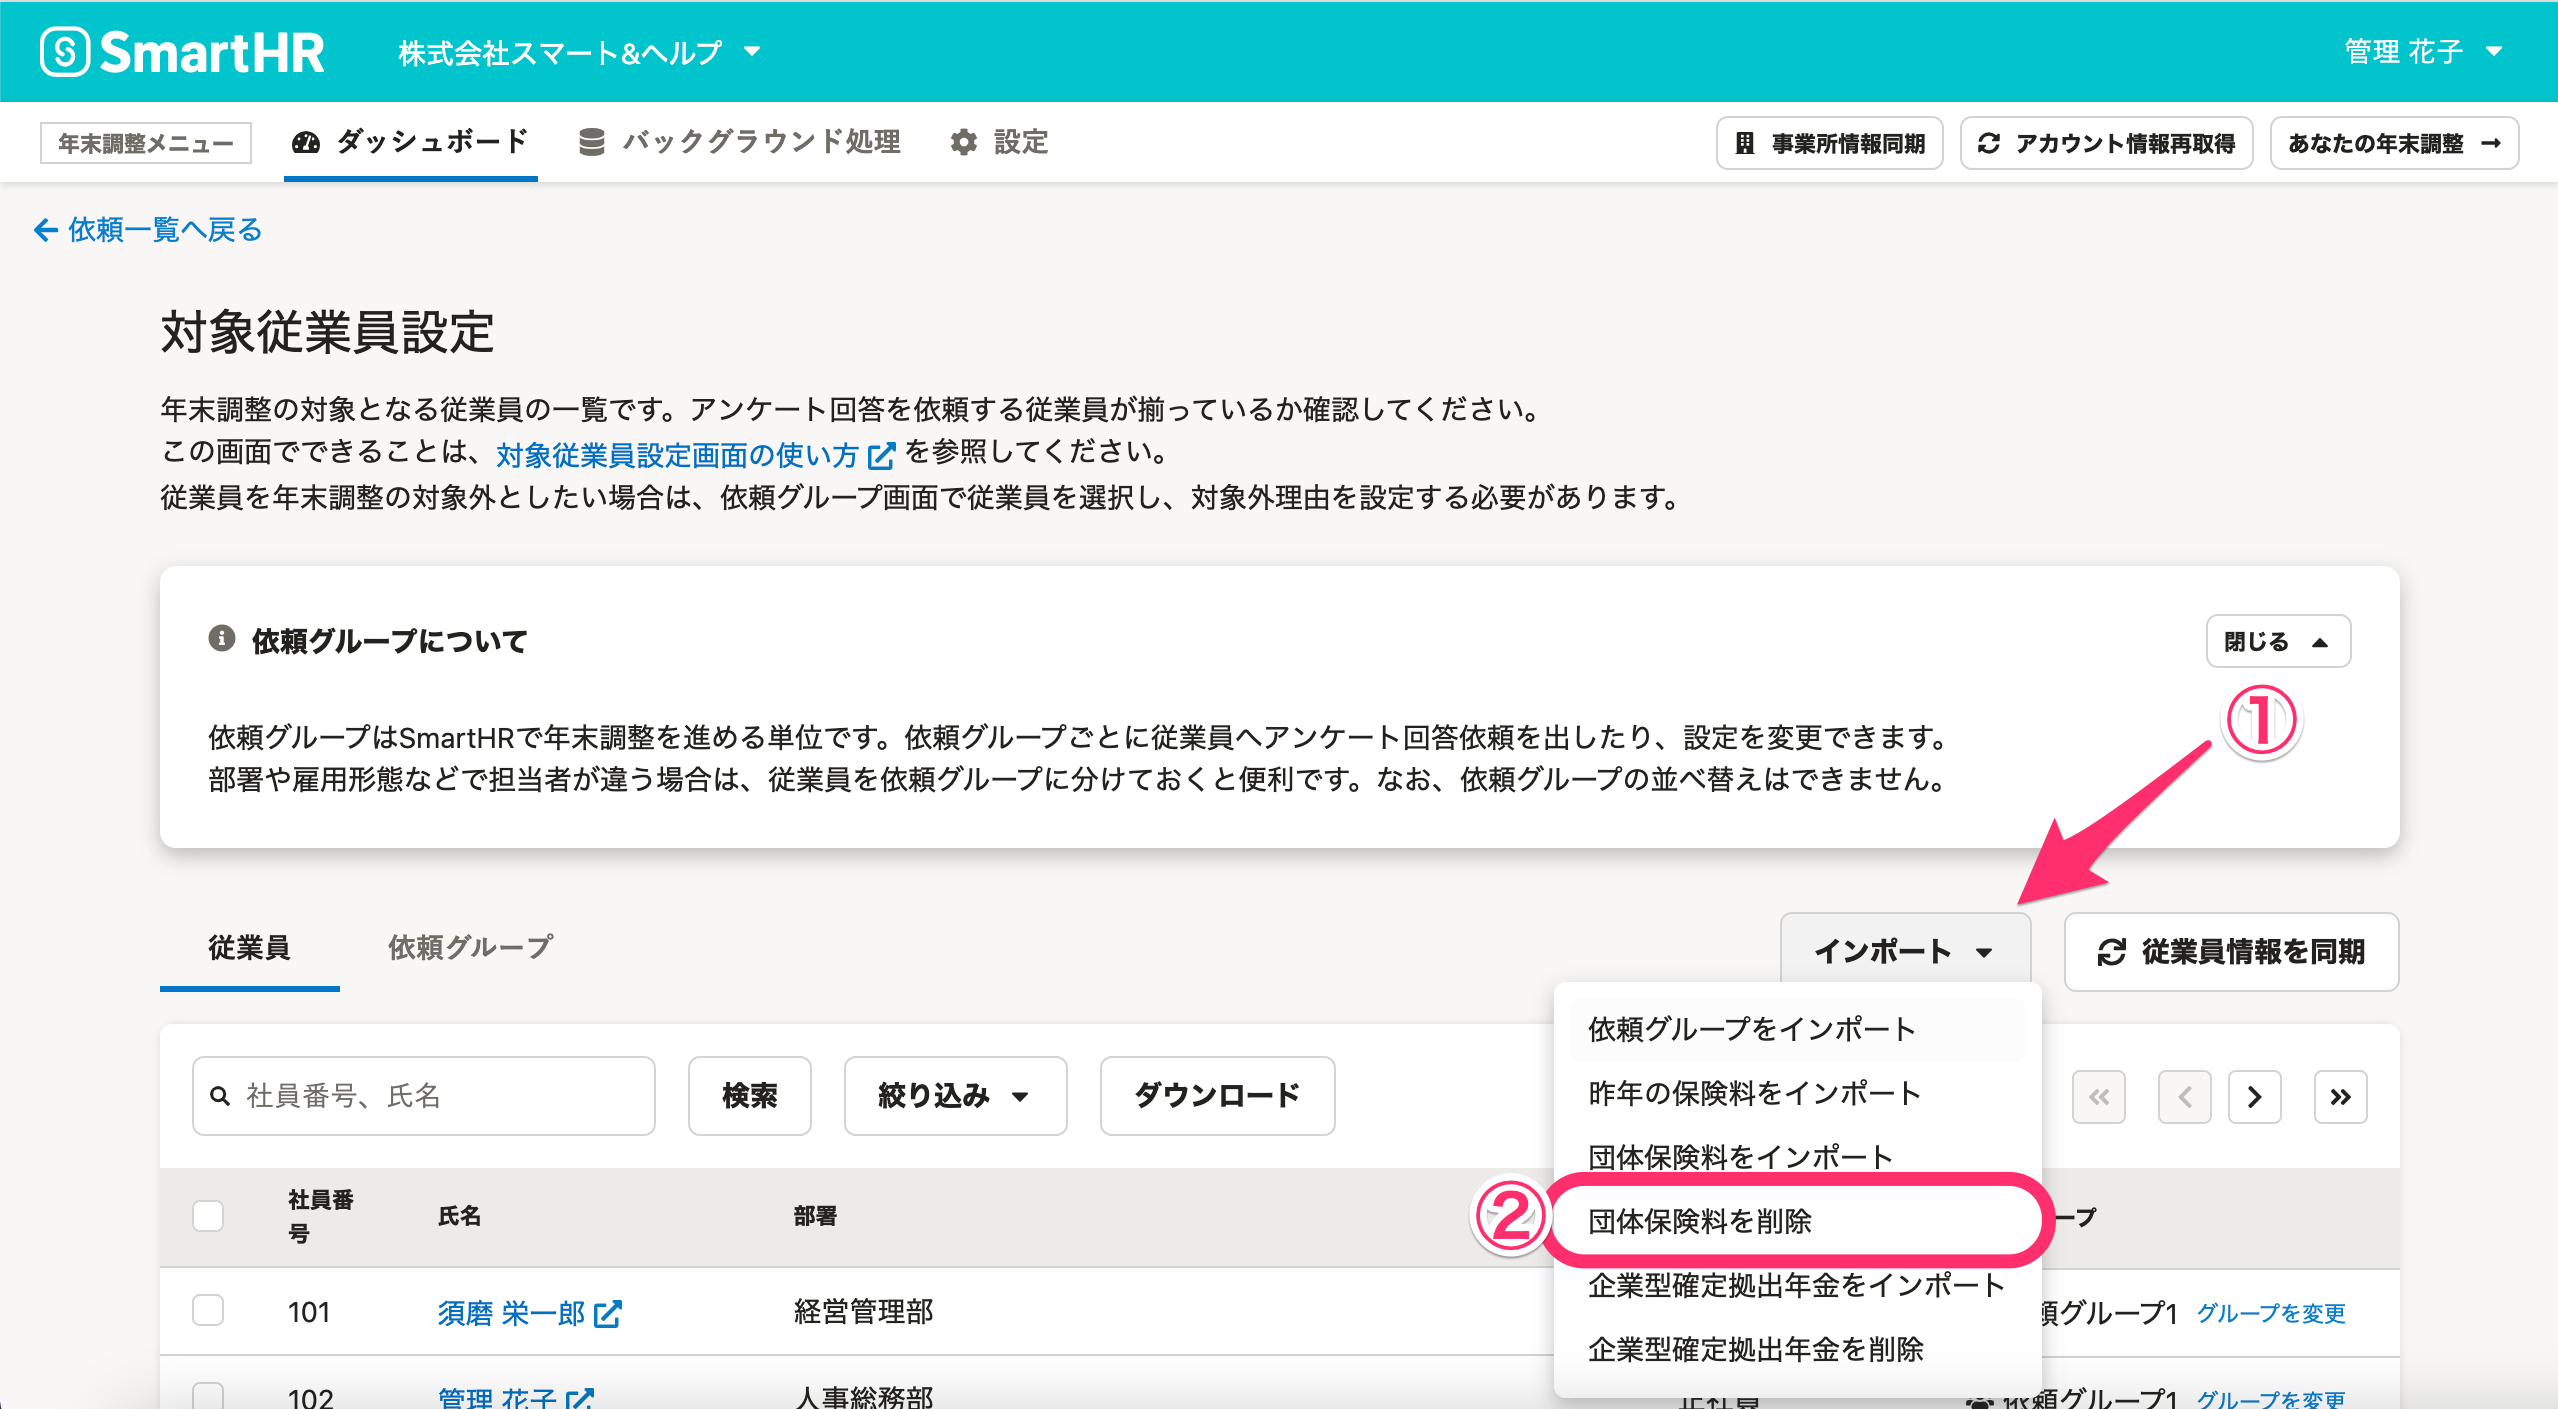 SmartHR 株式会社スマート&ヘルプ 管理 花子
年末調整メニュー ダッシュボード バックグラウンド処理 設定 事業所情報同期 アカウント情報再取得 あなたの年末調整 →
← 依頼一覧へ戻る
対象従業員設定
年末調整の対象となる従業員の一覧です。アンケート回答を依頼する従業員が揃っているか確認してください。
この画面でできることは、対象従業員設定画面の使い方 を参照してください。
従業員を年末調整の対象外としたい場合は、依頼グループ画面で従業員を選択し、対象外理由を設定する必要があります。
依頼グループについて 閉じる
①
依頼グループはSmartHRで年末調整を進める単位です。依頼グループごとに従業員へアンケート回答依頼を出したり、設定を変更できます。
部署や雇用形態などで担当者が違う場合は、従業員を依頼グループに分けておくと便利です。なお、依頼グループの並べ替えはできません。
従業員 依頼グループ インポート 従業員情報を同期
依頼グループをインポート
昨年の保険料をインポート
団体保険料をインポート
② 団体保険料を削除
企業型確定拠出年金をインポート
企業型確定拠出年金を削除
社員番号、氏名 検索 絞り込み ダウンロード
社員番
号 氏名 部署 ープ
101 須磨 栄一郎 経営管理部 頼グループ1 グループを変更
102 管理 花子 人事総務部 正社員 依頼グループ1 グループを変更